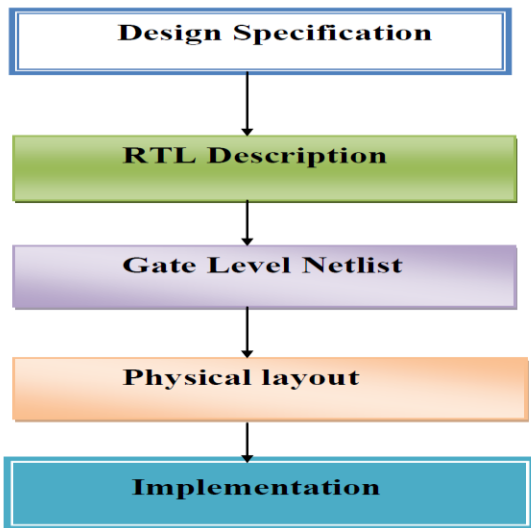 Design Specification
RTL Description
Gate Level Netlist
Physical layout
Implementation